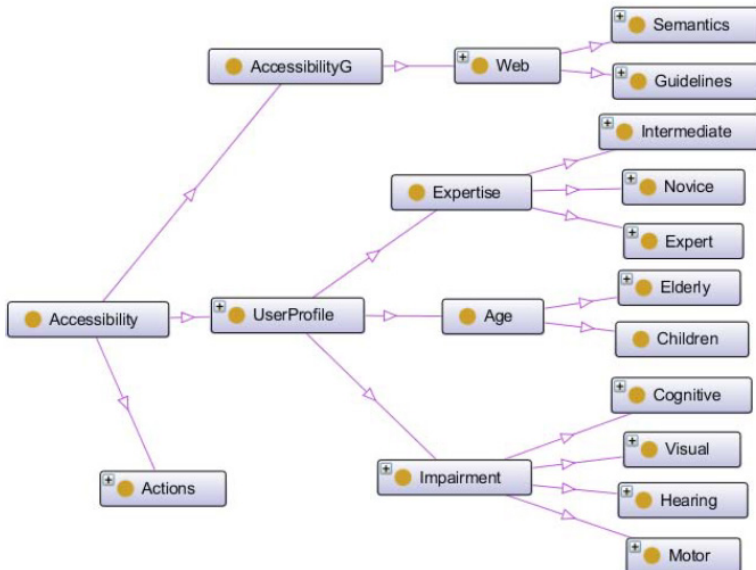 Semantics
AccessibilityG
Web
Guidelines
Intermediate
Expertise
Novice
Expert
Elderly
Accessibility
UserProfile
Age
Children
Cognitive
Visual
Impairment
Actions
Hearing
Motor